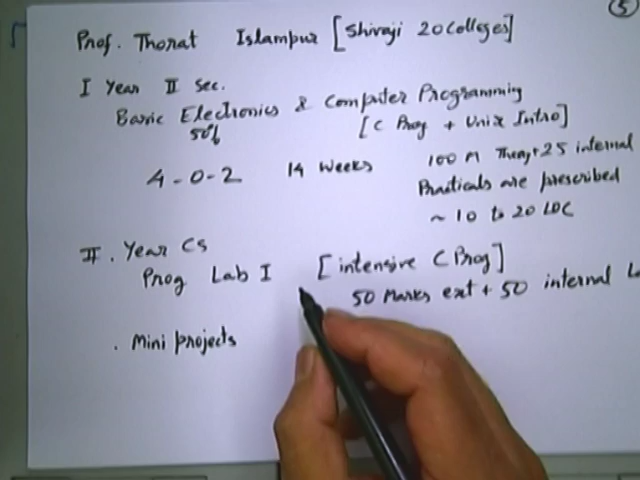 5
Prof. Thorat Islampur [Shivaji 20 Colleges]
I Year II Sec.
Basic Electronics & Computer Programming
50% [C Prog + Unix Intro]
4-0-2 14 Weeks 100 M Theory + 25 internal
Practicals are prescribed
~ 10 to 20 LOC
II. Year CS
Prog Lab I [intensive C Prog]
50 Marks ext + 50 internal
. Mini projects